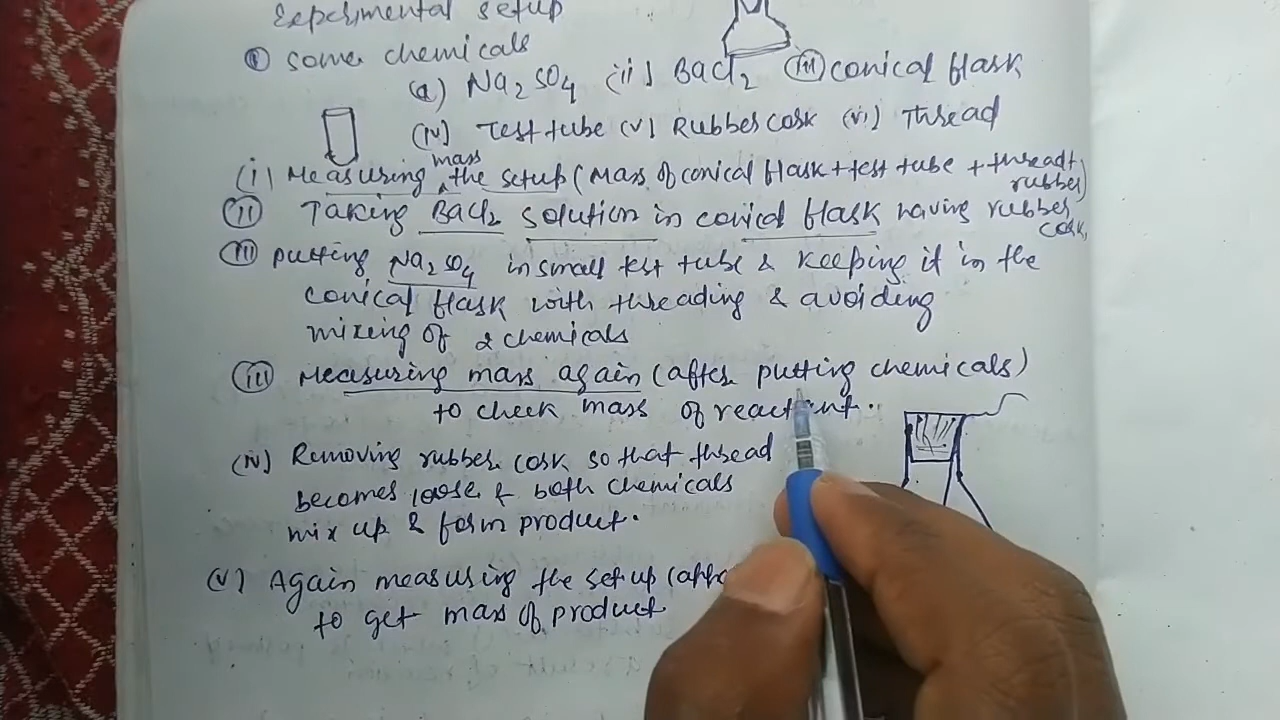 Experimental setup
① some chemicals
(a) Na2SO4 (ii) BaCl2 (iii) conical flask
(iv) Test tube (v) Rubber cork (vi) Thread
(i) Measuring mass the setup (Mass of conical flask + test tube + thread + rubber)
(ii) Taking BaCl2 solution in conical flask having rubber cork,
(iii) putting Na2SO4 in small test tube & keeping it in the
conical flask with threading & avoiding
mixing of 2 chemicals
(iii) Measuring mass again (after putting chemicals)
to check mass of reactant.
(iv) Removing rubber cork so that thread
becomes loose & both chemicals
mix up & form product.
(v) Again measuring the setup
to get mass of product